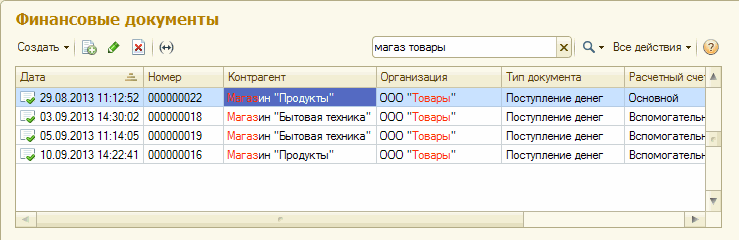 Финансовые документы
Создать магаз товары Все действия ?
Дата Номер Контрагент Организация Тип документа Расчетный счет
29.08.2013 11:12:52 000000022 Магазин "Продукты" ООО "Товары" Поступление денег Основной
03.09.2013 14:30:02 000000018 Магазин "Бытовая техника" ООО "Товары" Поступление денег Вспомогательн
05.09.2013 11:14:05 000000019 Магазин "Бытовая техника" ООО "Товары" Поступление денег Вспомогательн
10.09.2013 14:22:41 000000016 Магазин "Продукты" ООО "Товары" Поступление денег Вспомогательн